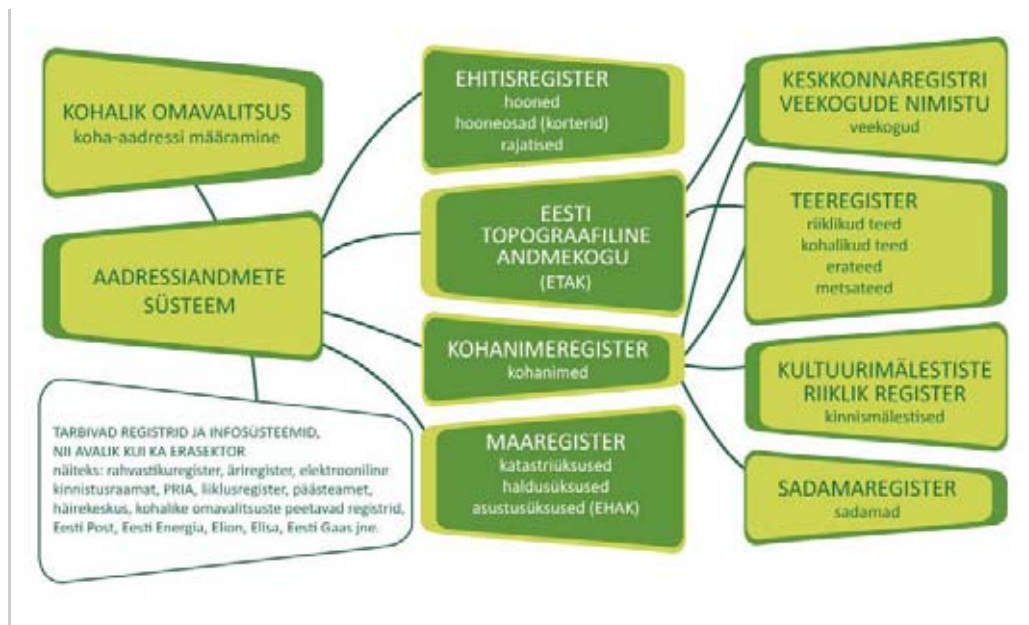 KOHALIK OMAVALITSUS
koha-aadressi määramine
AADRESSIANDMETE
SÜSTEEM
TARBIVAD REGISTRID JA INFOSÜSTEEMID,
NII AVALIK KUI KA ERASEKTOR
näiteks: rahvastikuregister, äriregister, elektrooniline
kinnistusraamat, PRIA, liiklusregister, päästeamet,
häirekeskus, kohalike omavalitsuste peetavad registrid,
Eesti Post, Eesti Energia, Elion, Elisa, Eesti Gaas jne.
EHITISREGISTER
hooned
hooneosad (korterid)
rajatised
EESTI
TOPOGRAAFILINE
ANDMEKOGU
(ETAK)
KOHANIMEREGISTER
kohanimed
MAAREGISTER
katastriüksused
haldusüksused
asustusüksused (EHAK)
KESKKONNAREGISTRI
VEEKOGUDE NIMISTU
veekogud
TEEREGISTER
riiklikud teed
kohalikud teed
erateed
metsateed
KULTUURIMÄLESTISTE
RIIKLIK REGISTER
kinnismälestised
SADAMAREGISTER
sadamad